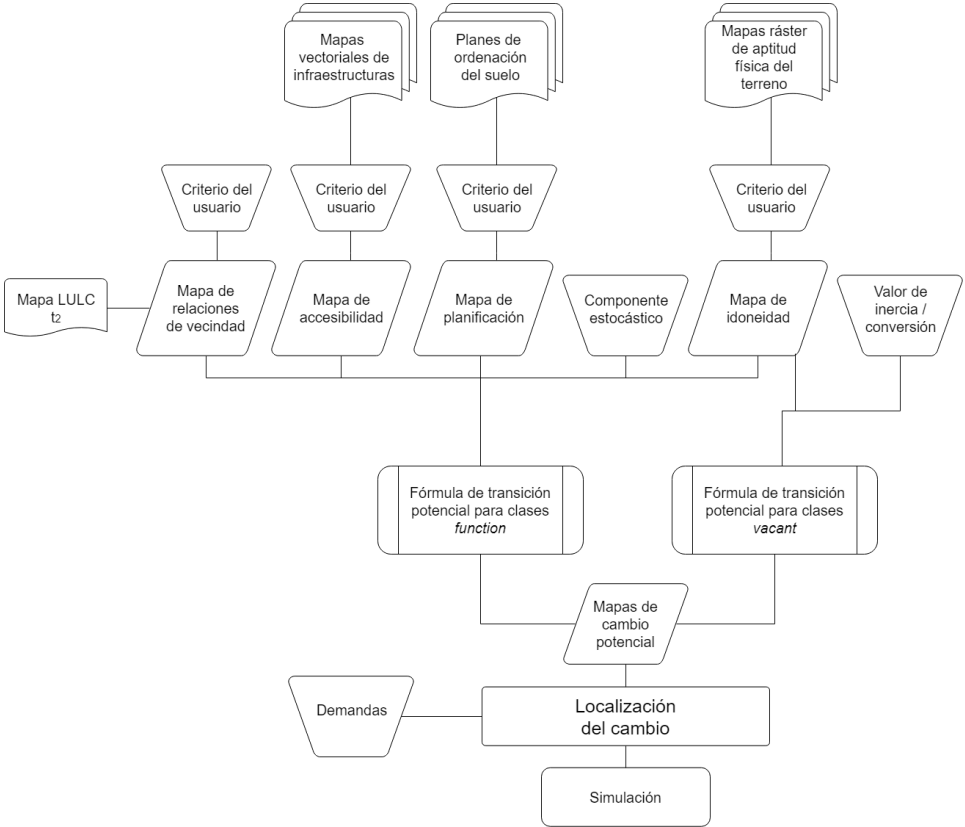 Mapas
vectoriales de
infraestructuras
Planes de
ordenación
del suelo
Mapas ráster
de aptitud
física del
terreno
Criterio del
usuario
Criterio del
usuario
Criterio del
usuario
Criterio del
usuario
Mapa LULC
t2
Mapa de
relaciones
de vecindad
Mapa de
accesibilidad
Mapa de
planificación
Componente
estocástico
Mapa de
idoneidad
Valor de
inercia /
conversión
Fórmula de transición
potencial para clases
function
Fórmula de transición
potencial para clases
vacant
Mapas de
cambio
potencial
Demandas
Localización
del cambio
Simulación